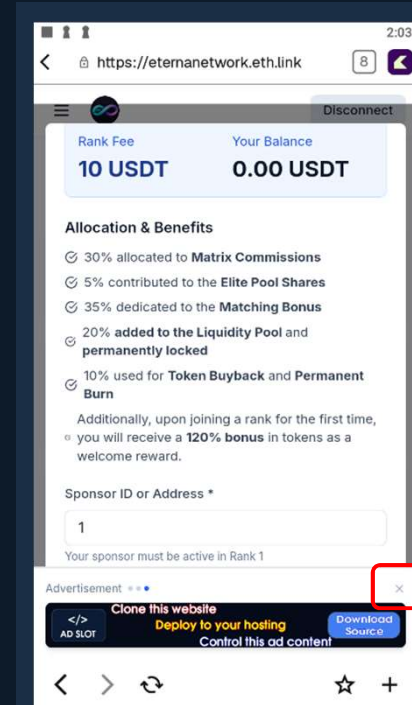 2:03
https://eternanetwork.eth.link
8
Disconnect
Rank Fee
Your Balance
10 USDT
0.00 USDT
Allocation & Benefits
30% allocated to Matrix Commissions
5% contributed to the Elite Pool Shares
35% dedicated to the Matching Bonus
20% added to the Liquidity Pool and
permanently locked
10% used for Token Buyback and Permanent
Burn
Additionally, upon joining a rank for the first time,
you will receive a 120% bonus in tokens as a
welcome reward.
Sponsor ID or Address *
1
Your sponsor must be active in Rank 1
Advertisement
</>
AD SLOT
Clone this website
Deploy to your hosting
Control this ad content
Download
Source